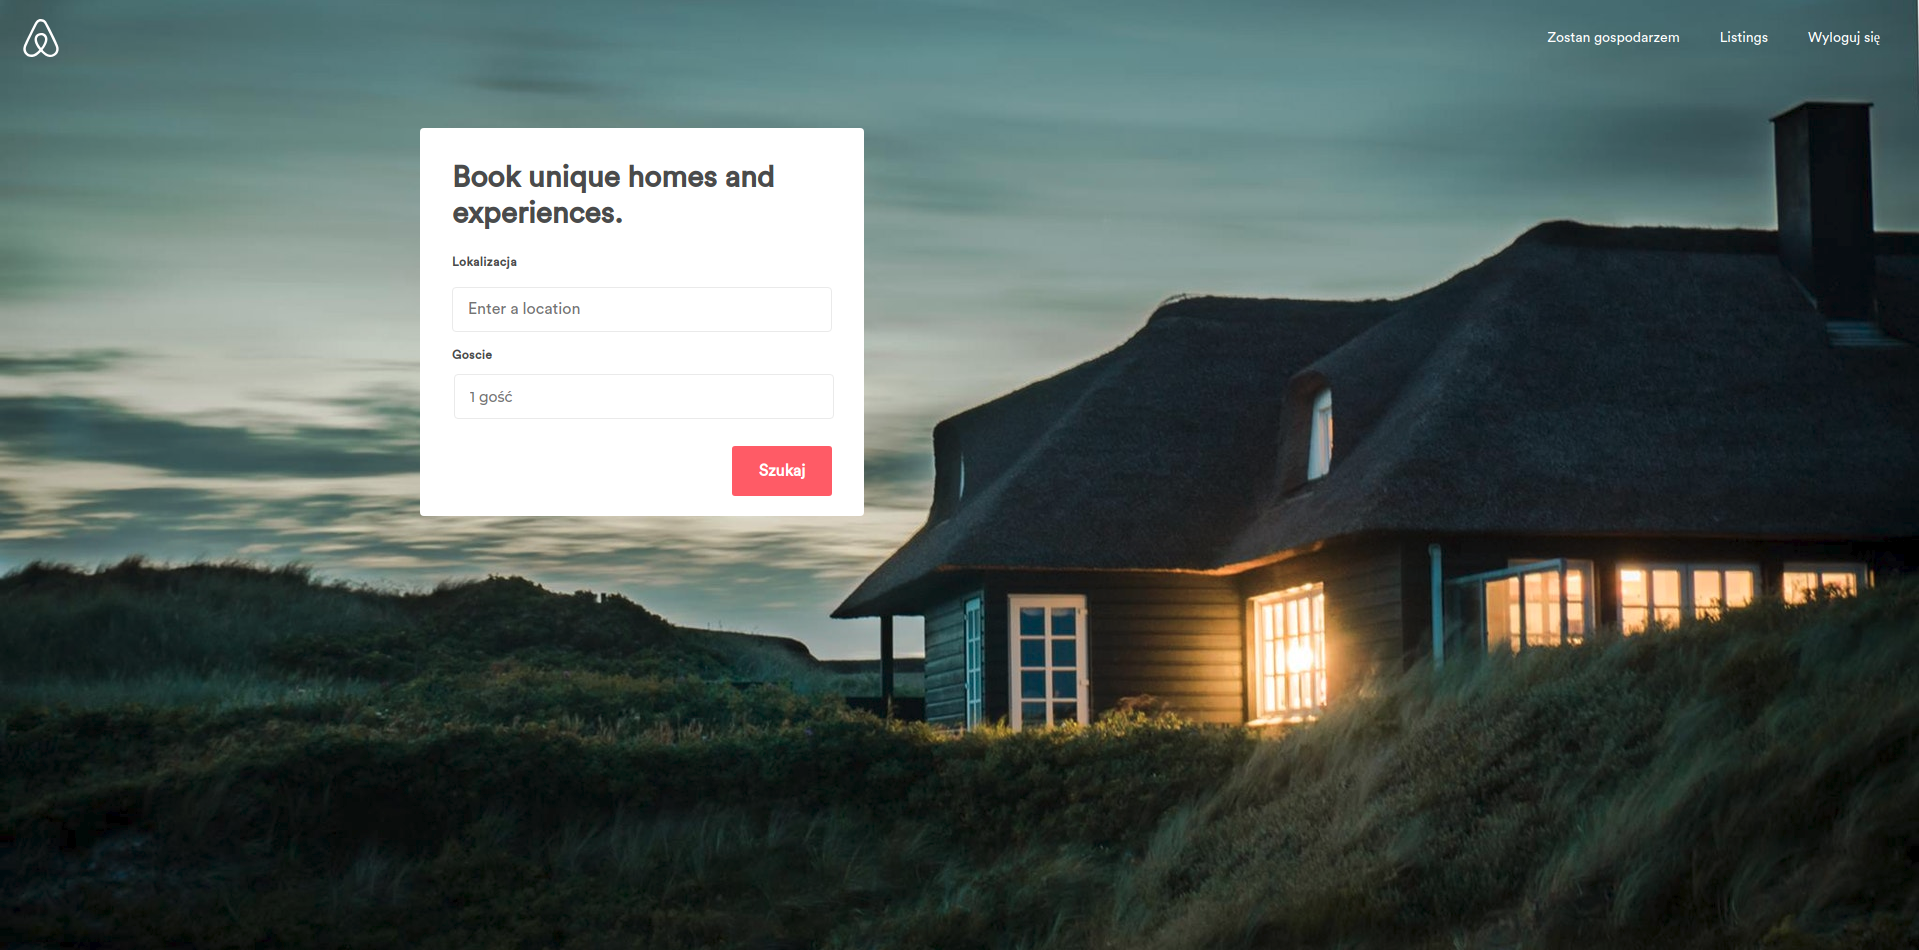 Zostan gospodarzem
Listings
Wyloguj się
Book unique homes and
experiences.
Lokalizacja
Enter a location
Goscie
1 gość
Szukaj